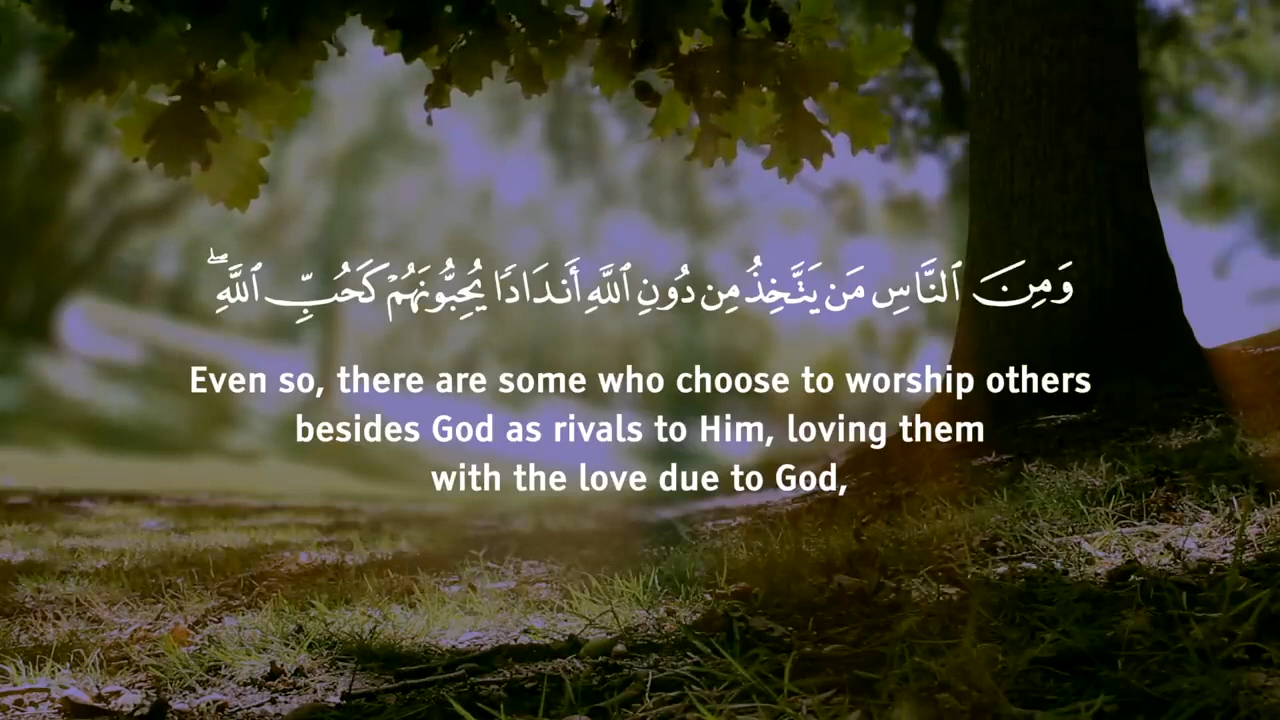 وَمِنَ ٱلنَّاسِ مَن يَتَّخِذُ مِن دُونِ ٱللَّهِ أَندَادًا يُحِبُّونَهُمْ كَحُبِّ ٱللَّهِ ۖ
Even so, there are some who choose to worship others
besides God as rivals to Him, loving them
with the love due to God,